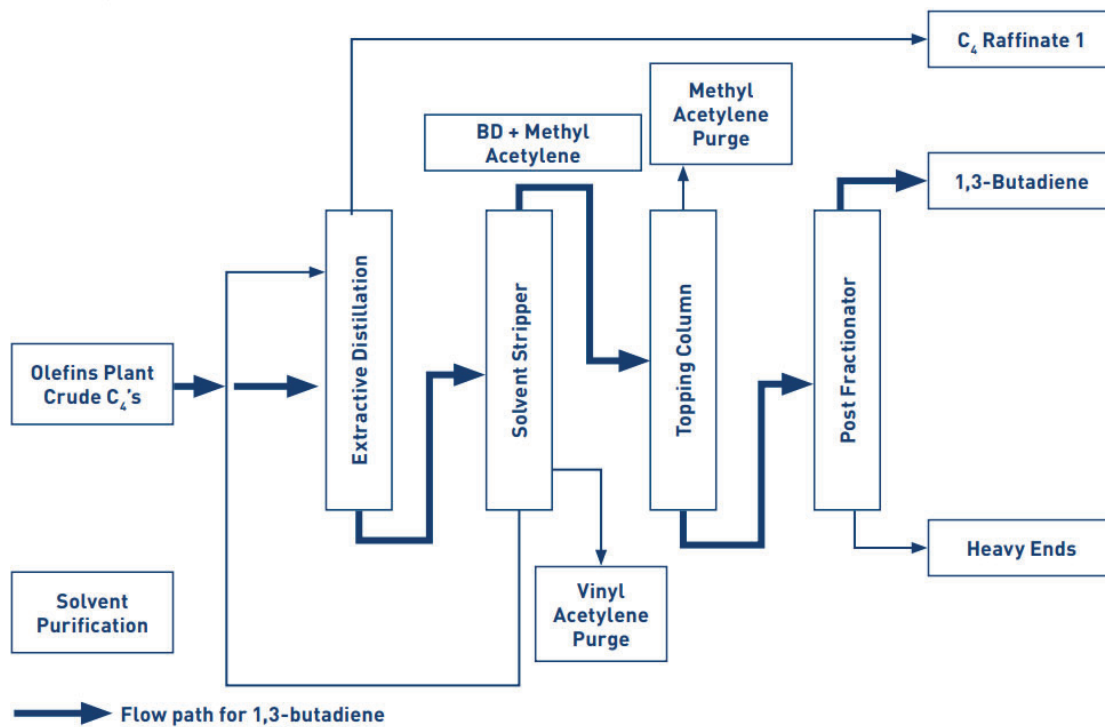 C₄ Raffinate 1
Methyl
Acetylene
Purge
BD + Methyl
Acetylene
1,3-Butadiene
Extractive Distillation
Solvent Stripper
Topping Column
Post Fractionator
Olefins Plant
Crude C₄'s
Heavy Ends
Vinyl
Acetylene
Purge
Solvent
Purification
Flow path for 1,3-butadiene